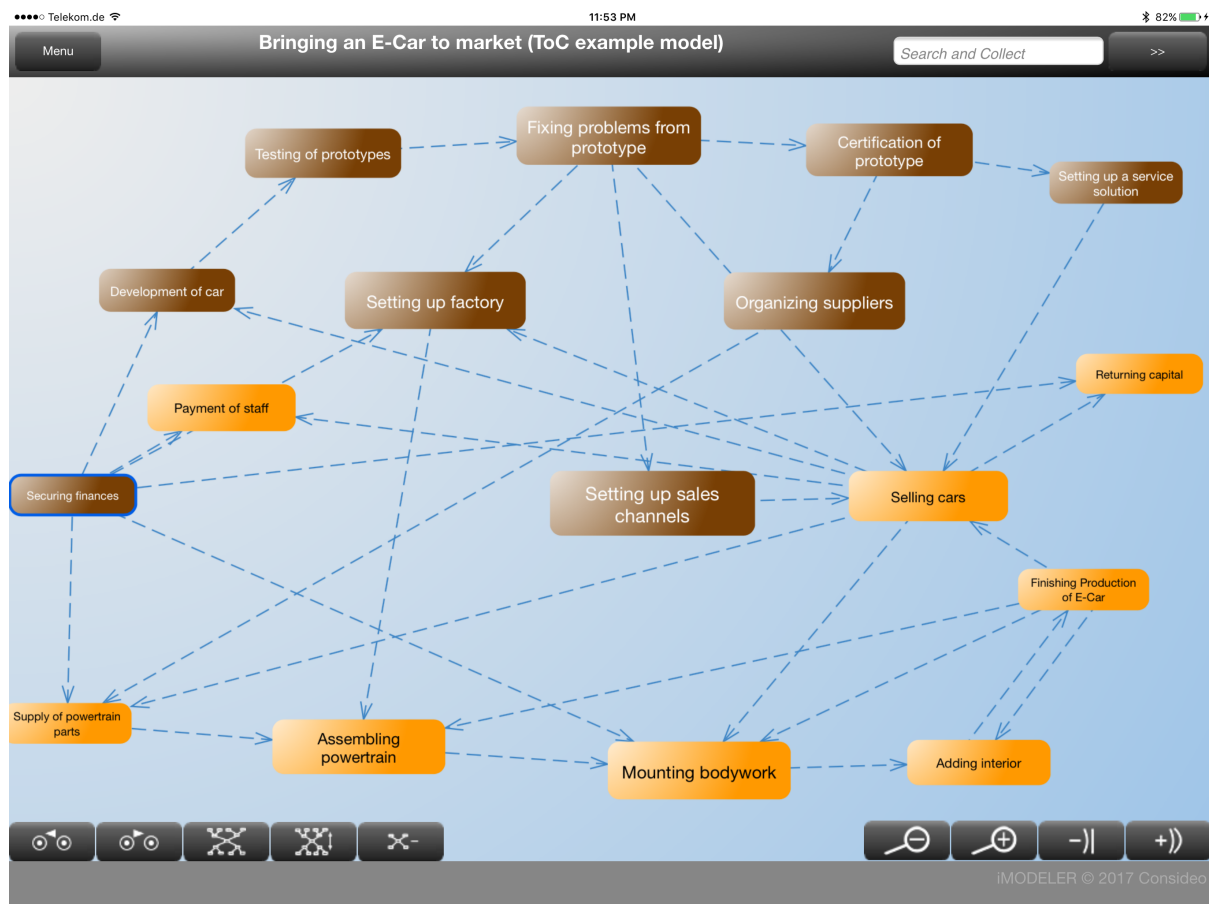 Telekom.de
11:53 PM
82%
Menu
Bringing an E-Car to market (ToC example model)
Search and Collect
>>
Fixing problems from
prototype
Testing of prototypes
Certification of
prototype
Setting up a service
solution
Development of car
Setting up factory
Organizing suppliers
Returning capital
Payment of staff
Securing finances
Setting up sales
channels
Selling cars
Finishing Production
of E-Car
Supply of powertrain
parts
Assembling
powertrain
Mounting bodywork
Adding interior
iMODELER © 2017 Consideo